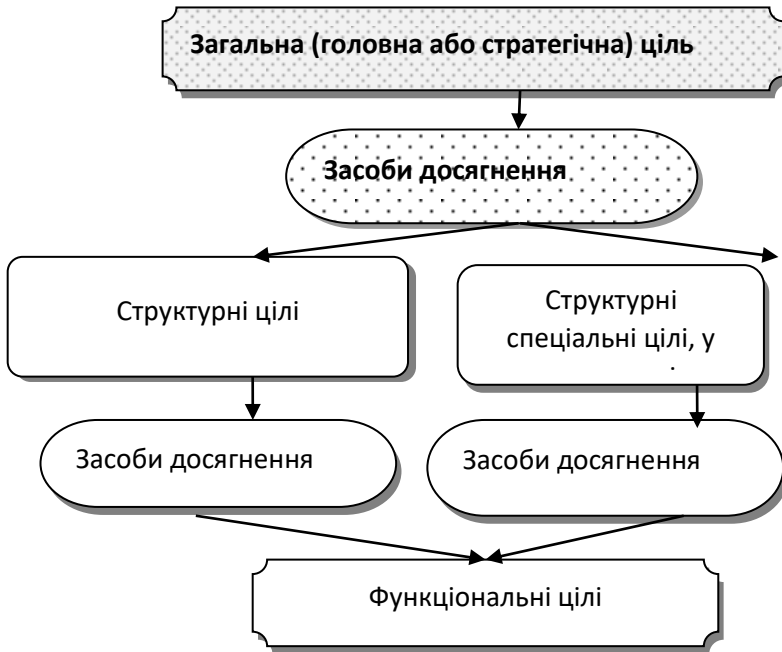 Загальна (головна або стратегічна) ціль
Засоби досягнення
Структурні цілі
Структурні
спеціальні цілі, у
Засоби досягнення
Засоби досягнення
Функціональні цілі